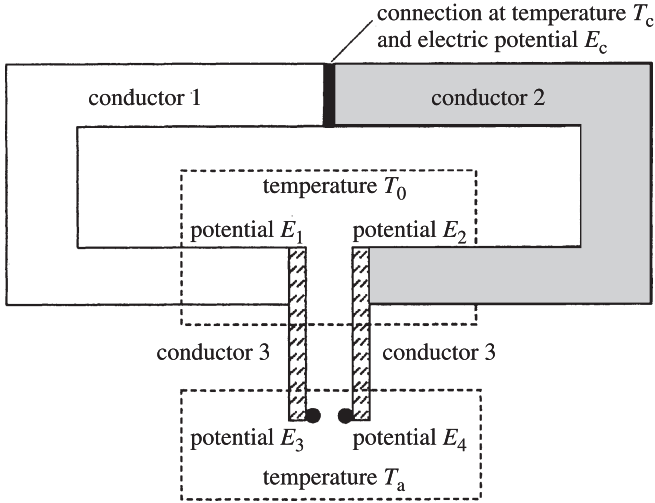 connection at temperature T_c
and electric potential E_c
conductor 1
conductor 2
temperature T_0
potential E_1
potential E_2
conductor 3
conductor 3
potential E_3
potential E_4
temperature T_a